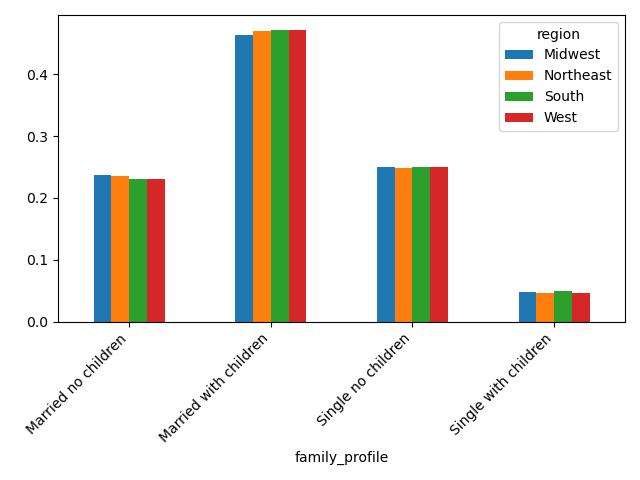 region
Midwest
Northeast
South
West
0.4
0.3
0.2
0.1
0.0
Married no children
Married with children
Single no children
Single with children
family_profile